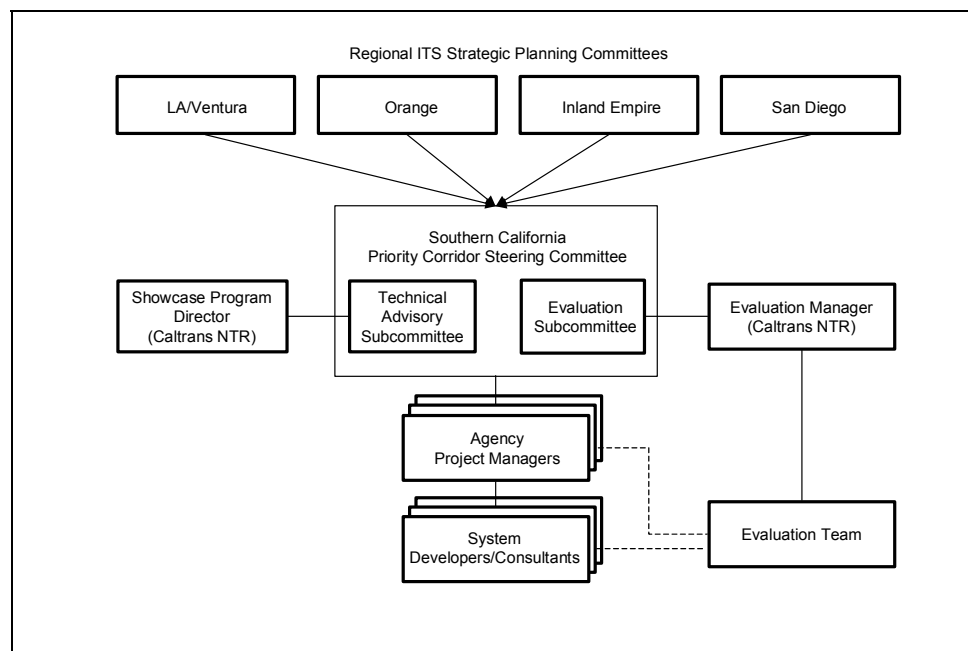 Regional ITS Strategic Planning Committees
LA/Ventura
Orange
Inland Empire
San Diego
Southern California
Priority Corridor Steering Committee
Showcase Program
Director
(Caltrans NTR)
Technical
Advisory
Subcommittee
Evaluation
Subcommittee
Evaluation Manager
(Caltrans NTR)
Agency
Project Managers
System
Developers/Consultants
Evaluation Team